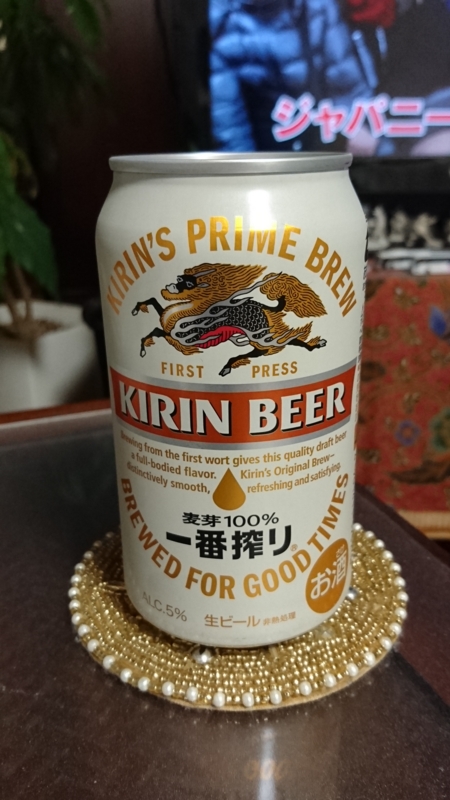 ジャパニー
KIRIN'S PRIME BREW
FIRST PRESS
KIRIN BEER
Brewing from the first wort gives this quality draft beer
a full-bodied flavor. Kirin's Original Brew—
distinctively smooth, refreshing and satisfying.
麦芽100%
一番搾り®
BREWED FOR GOOD TIMES
お酒
ALC.5%
生ビール 非熱処理